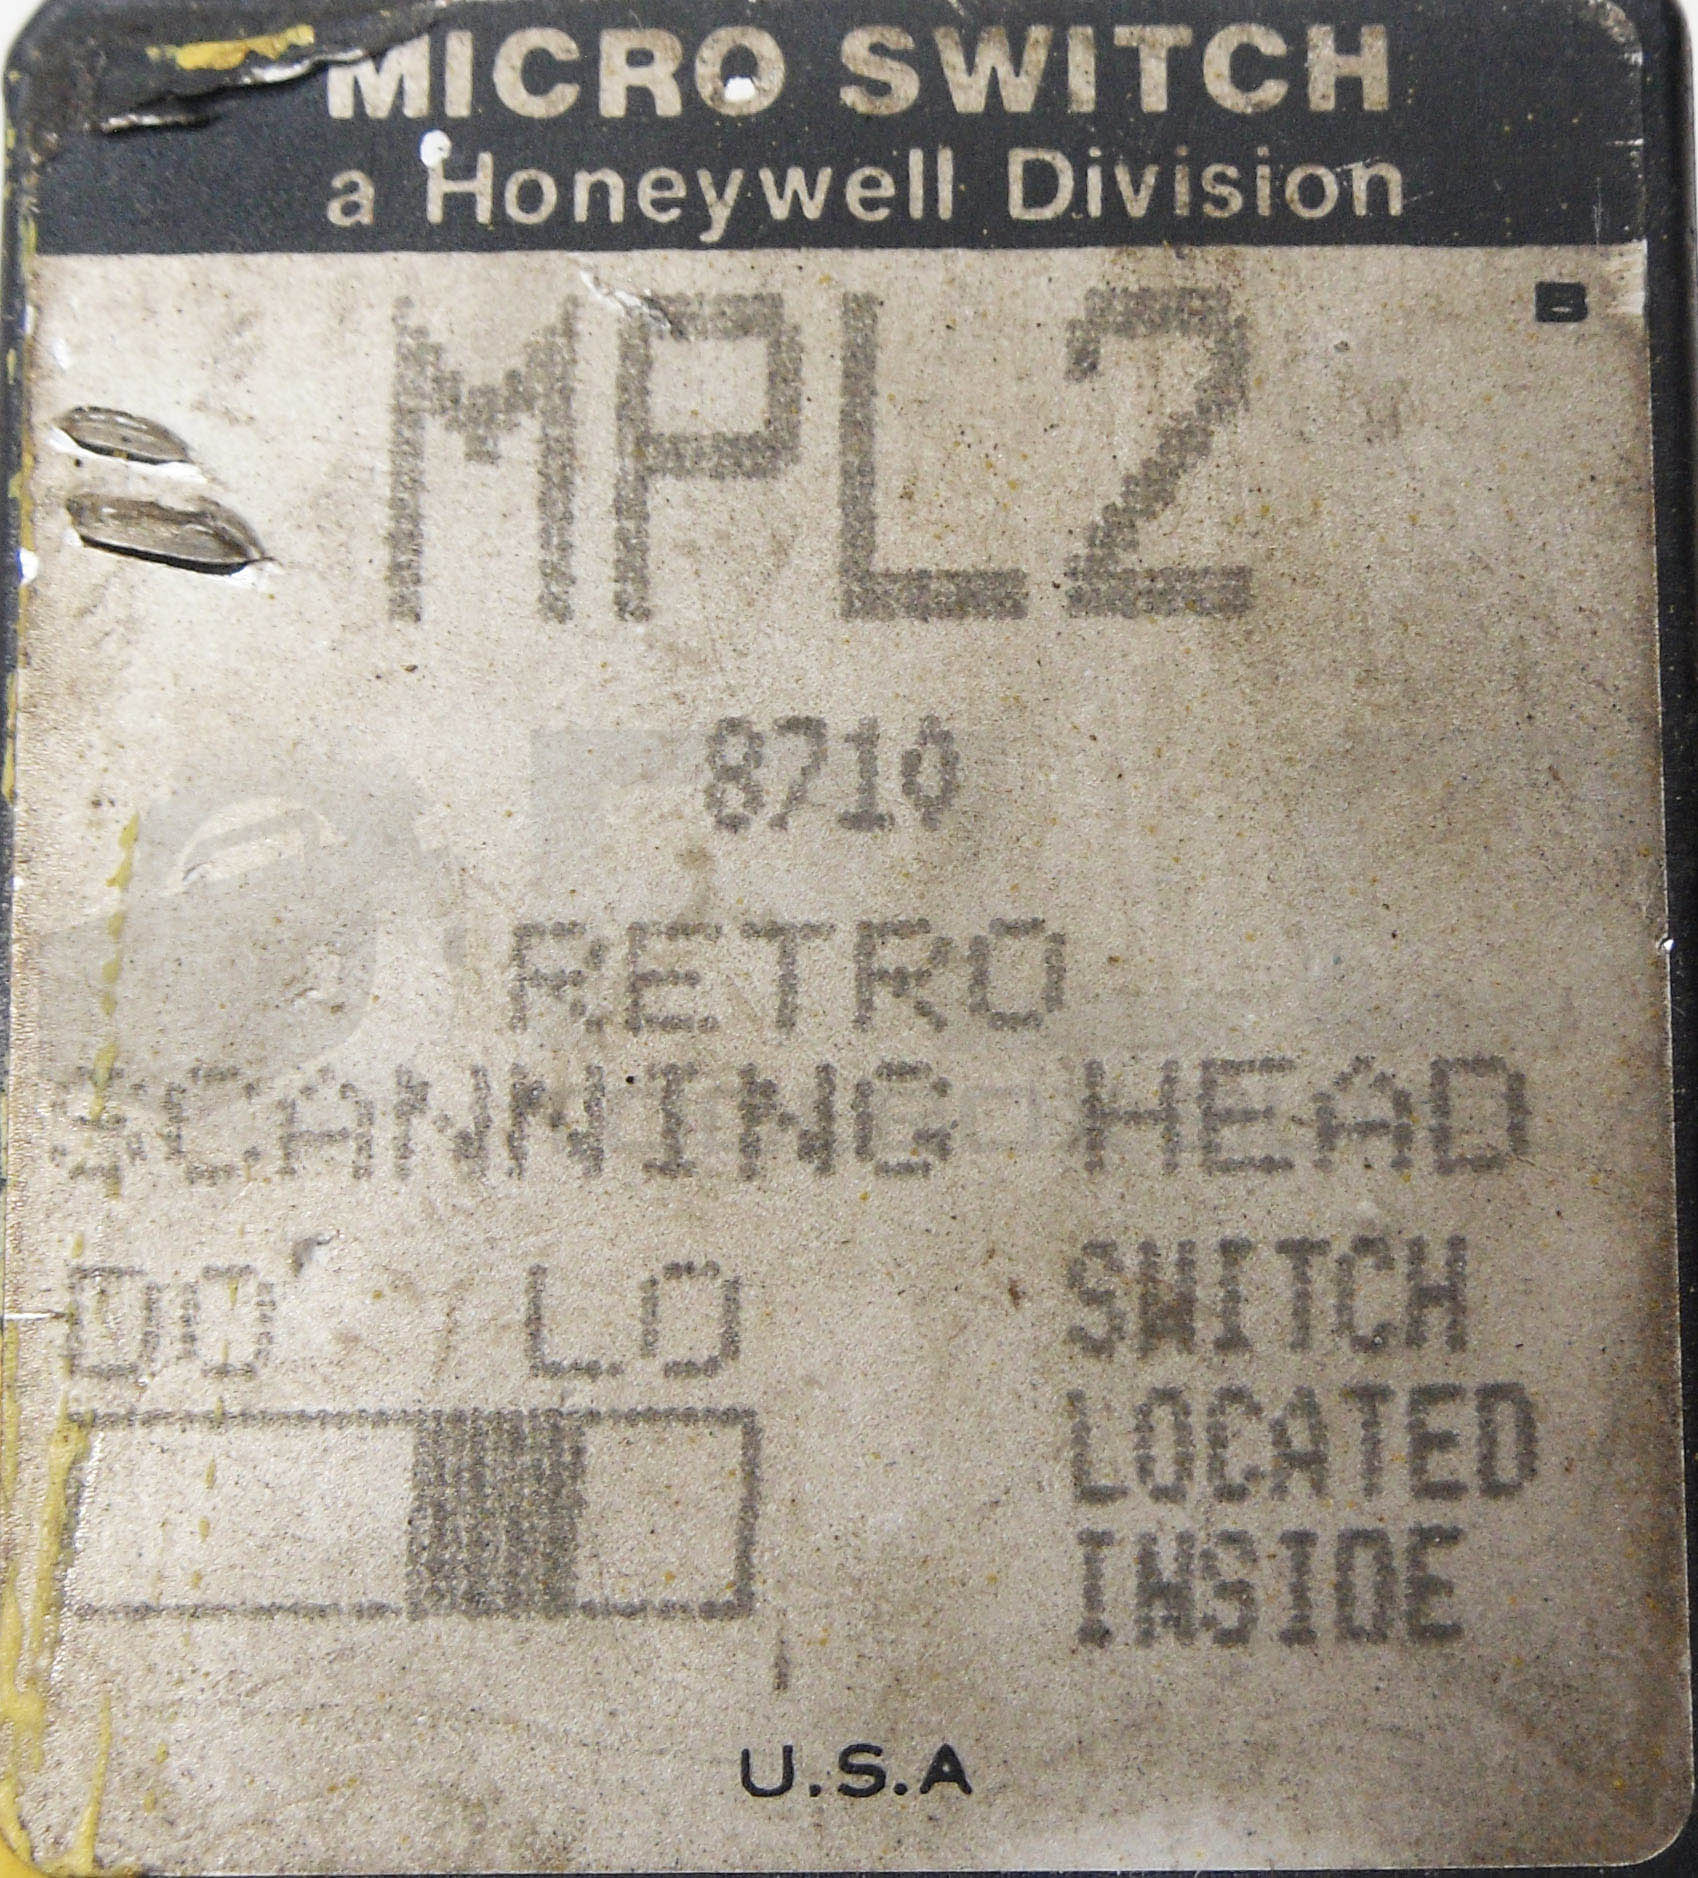 MICRO SWITCH
a Honeywell Division
B
MPL2
8710
RETRO
SCANNING HEAD
DO LO
SWITCH
LOCATED
INSIDE
U.S.A